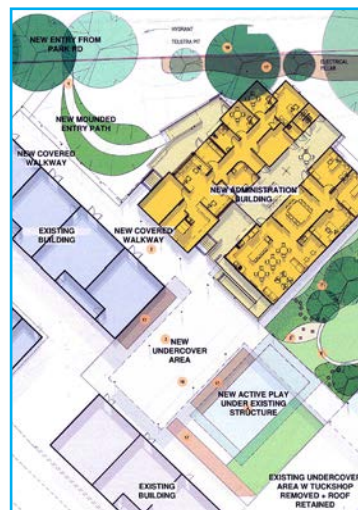 HYDRANT
NEW ENTRY FROM
PARK RD
TELSTRA PIT
ELECTRICAL
PILLAR
NEW MOUNDED
ENTRY PATH
NEW COVERED
WALKWAY
NEW ADMINISTRATION
BUILDING
EXISTING
BUILDING
NEW COVERED
WALKWAY
NEW
UNDERCOVER
AREA
NEW ACTIVE PLAY
UNDER EXISTING
STRUCTURE
EXISTING
BUILDING
EXISTING UNDERCOVER
AREA W TUCKSHOP
REMOVED + ROOF
RETAINED